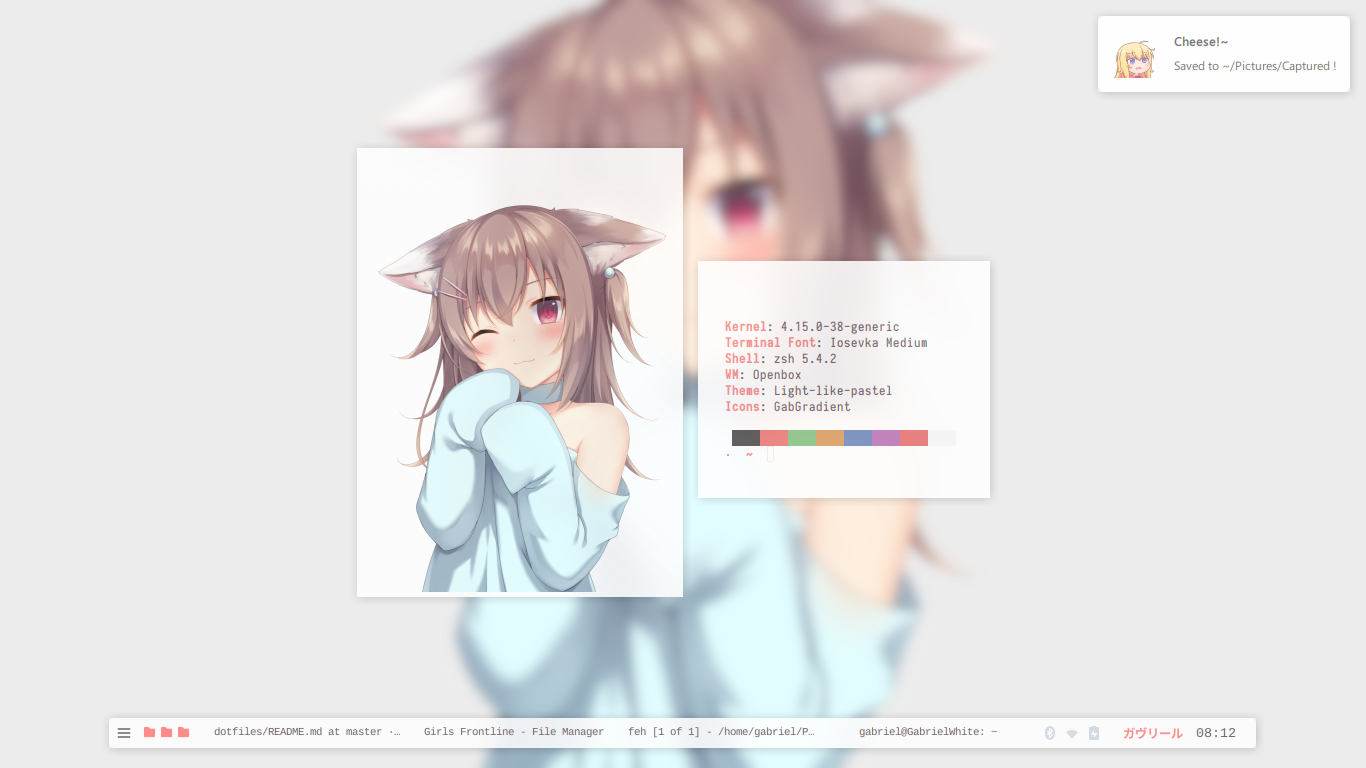 Cheese!~
Saved to ~/Pictures/Captured !
Kernel: 4.15.0-38-generic
Terminal Font: Iosevka Medium
Shell: zsh 5.4.2
WM: Openbox
Theme: Light-like-pastel
Icons: GabGradient
· ~
dotfiles/README.md at master ·…
Girls Frontline - File Manager
feh [1 of 1] - /home/gabriel/P…
gabriel@GabrielWhite: ~
ガヴリール 08:12